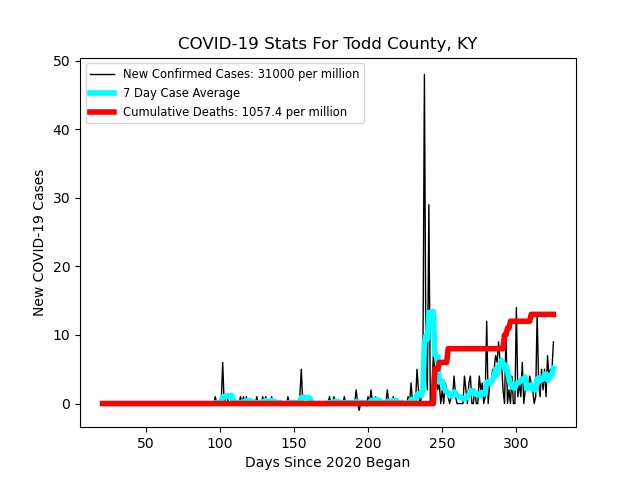 COVID-19 Stats For Todd County, KY
New Confirmed Cases: 31000 per million
7 Day Case Average
Cumulative Deaths: 1057.4 per million
50
40
30
20
10
0
New COVID-19 Cases
50 100 150 200 250 300
Days Since 2020 Began